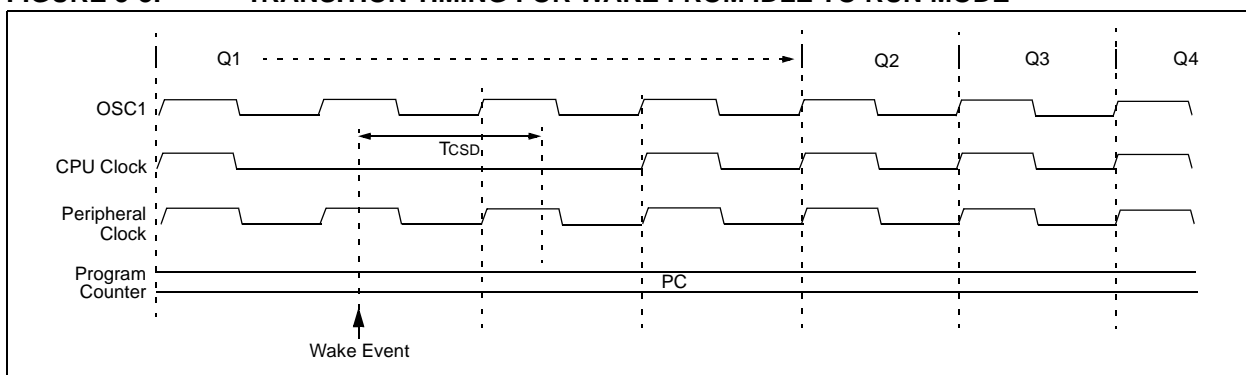 FIGURE 3-8: TRANSITION TIMING FOR WAKE FROM IDLE TO RUN MODE
Q1 Q2 Q3 Q4
OSC1
TCSD
CPU Clock
Peripheral
Clock
Program
Counter
PC
Wake Event